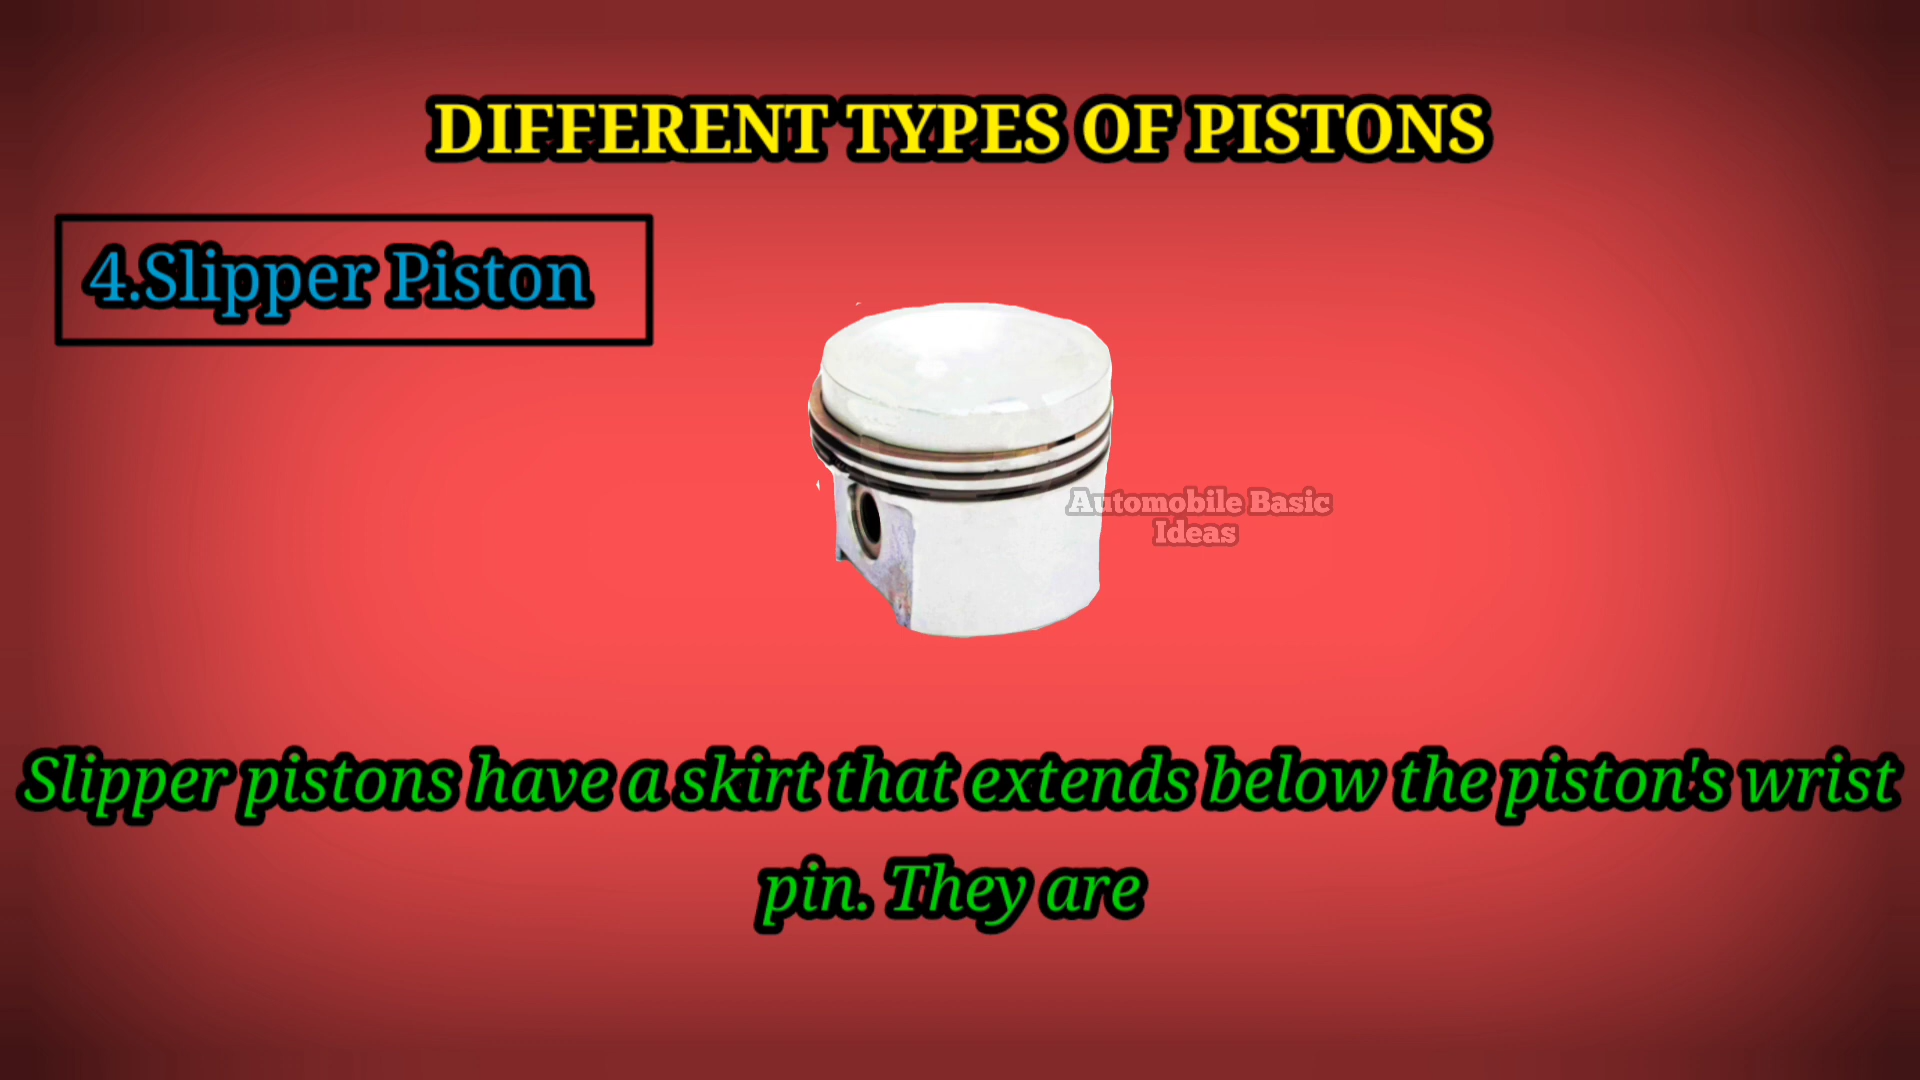 DIFFERENT TYPES OF PISTONS
4.Slipper Piston
Automobile Basic
Ideas
Slipper pistons have a skirt that extends below the piston's wrist
pin. They are